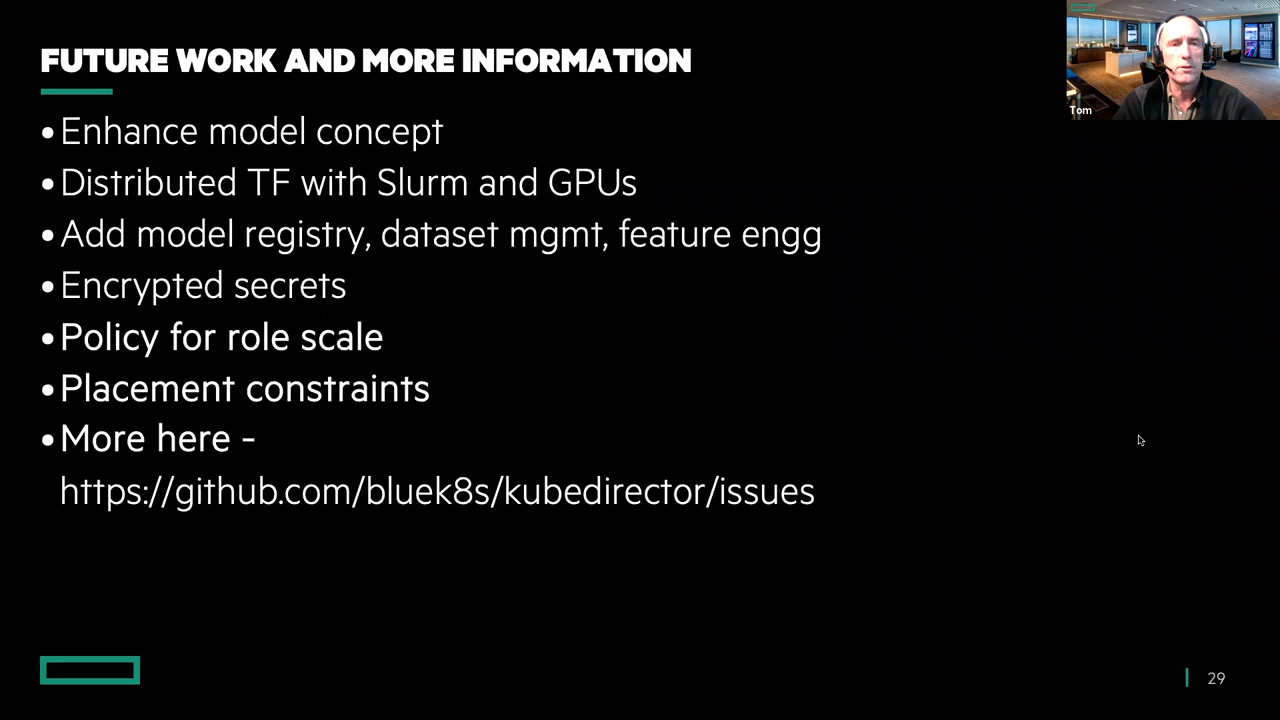 FUTURE WORK AND MORE INFORMATION
•Enhance model concept
•Distributed TF with Slurm and GPUs
•Add model registry, dataset mgmt, feature engg
•Encrypted secrets
•Policy for role scale
•Placement constraints
•More here -
https://github.com/bluek8s/kubedirector/issues
Tom
29